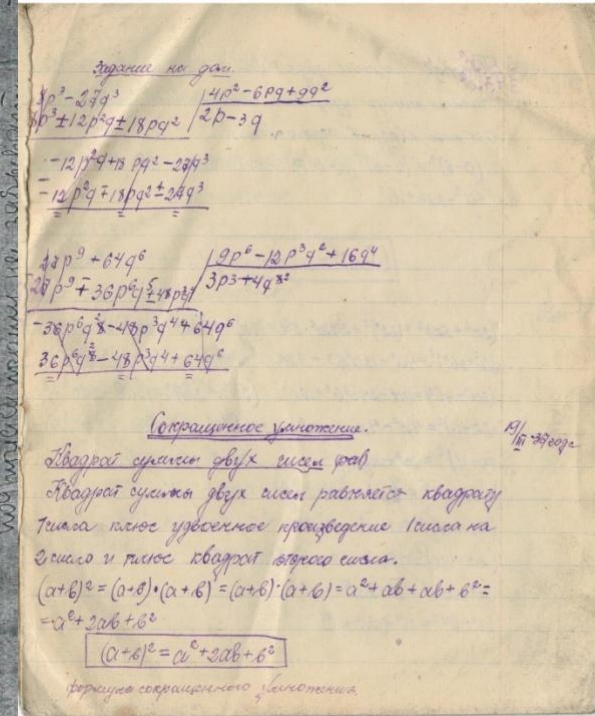 Задание на дом.
8p³-27q³ | 4p²-6pq+9q²
8p³±12p²q±18pq² | 2p-3q
-12p²q+18pq²-27q³
-12p²q∓18pq²±27q³
27p⁹+64q⁶ | 9p⁶-12p³q²+16q⁴
27p⁹∓36p⁶q² | 3p3+4q²
-36p⁶q²-48p³q⁴+64q⁶
36p⁶q²-48p³q⁴+64q⁶
Сокращенное умножение.
19/III-39 года
Квадрат суммы двух чисел
Квадрат суммы двух чисел равняется квадрату
1 числа плюс удвоенное произведение 1 числа на
2 число и плюс квадрат второго числа.
(a+b)²=(a+b)·(a+b)=(a+b)·(a+b)=a²+ab+ab+b²=
=a²+2ab+b²
(a+b)²=a²+2ab+b²
формула сокращенного умножения.